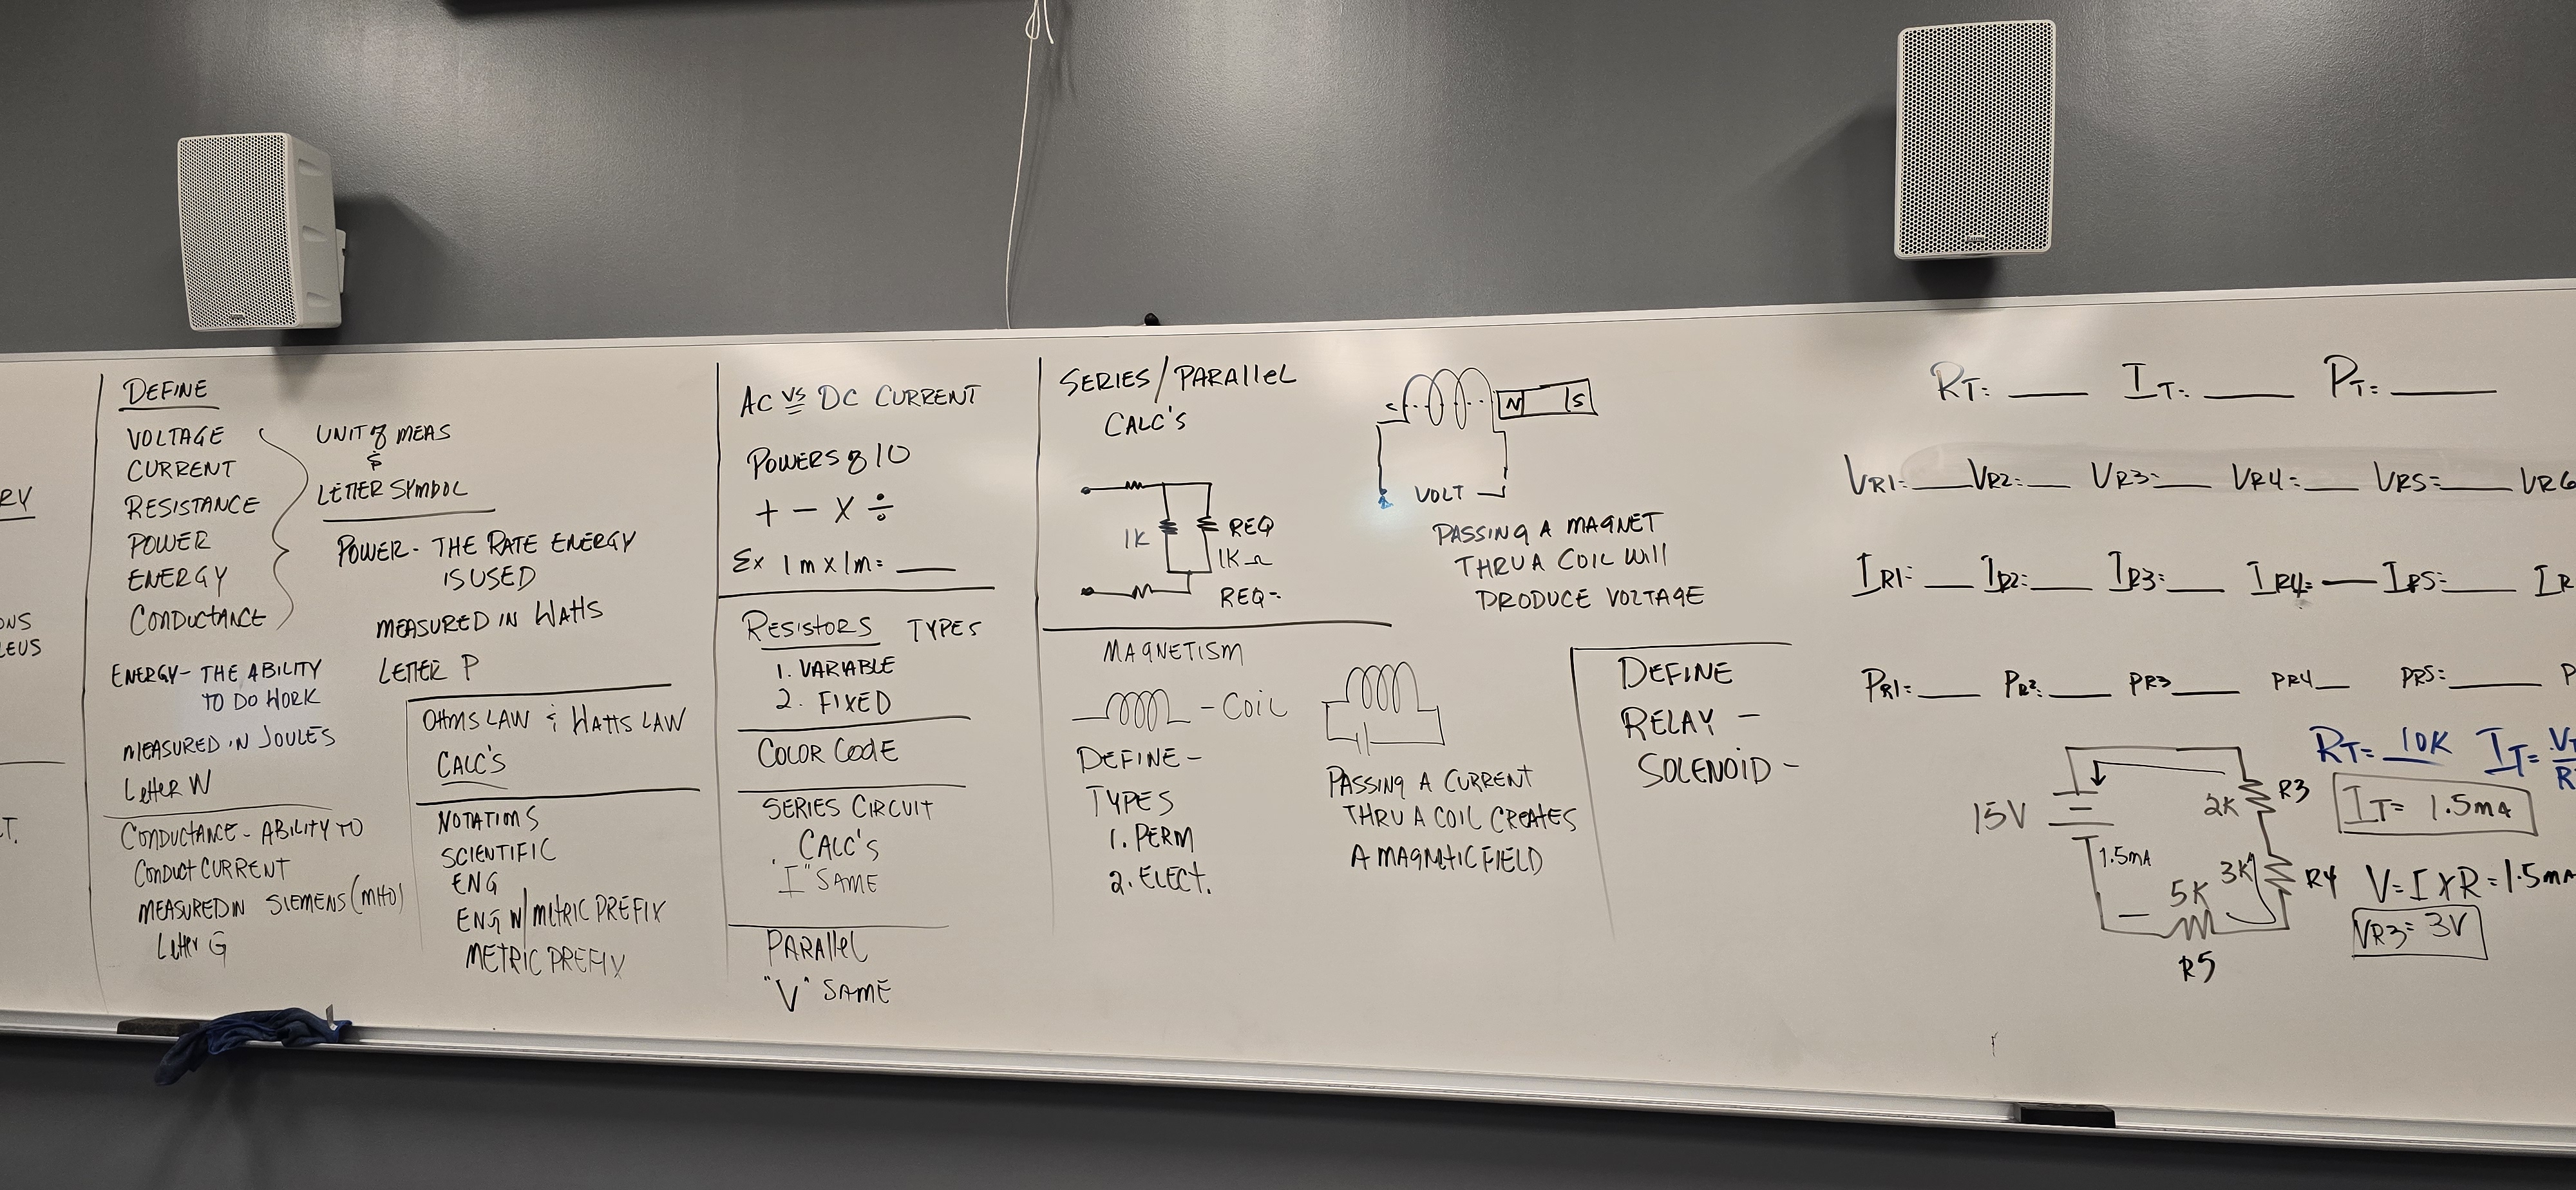 RY
ONS
LEUS
T.
DEFINE
VOLTAGE
CURRENT
RESISTANCE
POWER
ENERGY
CONDUCTANCE
UNIT of MEAS
&
LETTER SYMBOL
POWER - THE RATE ENERGY
IS USED
MEASURED IN WATTS
LETTER P
ENERGY - THE ABILITY
TO DO WORK
MEASURED IN JOULES
Letter W
CONDUCTANCE - ABILITY TO
CONDUCT CURRENT
MEASURED IN SIEMENS (MHO)
Letter G
OHMS LAW & WATTS LAW
CALC'S
NOTATIONS
SCIENTIFIC
ENG
ENG W/ METRIC PREFIX
METRIC PREFIX
AC VS DC CURRENT
POWERS of 10
+ - X ÷
Ex 1m x 1m = ____
RESISTORS TYPES
1. VARIABLE
2. FIXED
COLOR CODE
SERIES CIRCUIT
CALC'S
"I" SAME
PARALLEL
"V" SAME
SERIES/PARALLEL
CALC'S
1K
REQ
1KΩ
REQ=
N S
VOLT
PASSING A MAGNET
THRU A COIL WILL
PRODUCE VOLTAGE
MAGNETISM
- COIL
DEFINE -
TYPES
1. PERM
2. ELECT.
PASSING A CURRENT
THRU A COIL CREATES
A MAGNATIC FIELD
DEFINE
RELAY -
SOLENOID -
RT= ____ IT= ____ PT= ____
VR1= ____ VR2= ____ VR3= ____ VR4= ____ VR5= ____ VR6
IR1= ____ IR2= ____ IR3= ____ IR4= ____ IR5= ____ IR
PR1= ____ PR2= ____ PR3 ____ PR4 ____ PR5= ____ P
RT= 10K IT= VT
R
IT= 1.5mA
15V
1.5mA
2K R3
3K R4
5K
R5
V=IXR=1.5mA
VR3= 3V